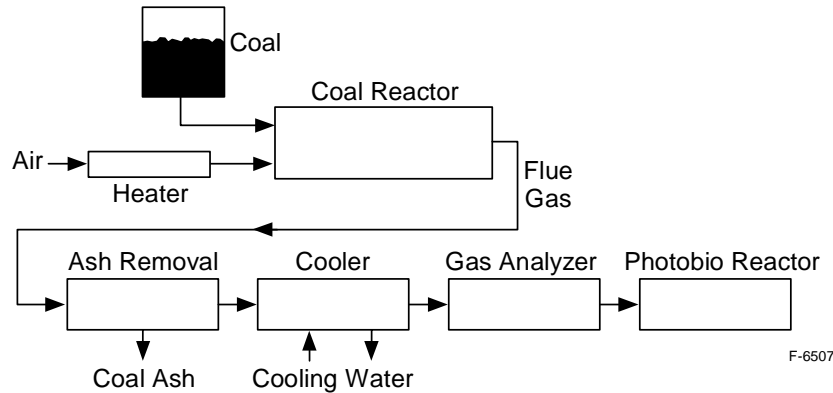 Coal
Coal Reactor
Air
Heater
Flue
Gas
Ash Removal
Cooler
Gas Analyzer
Photobio Reactor
Coal Ash
Cooling Water
F-6507